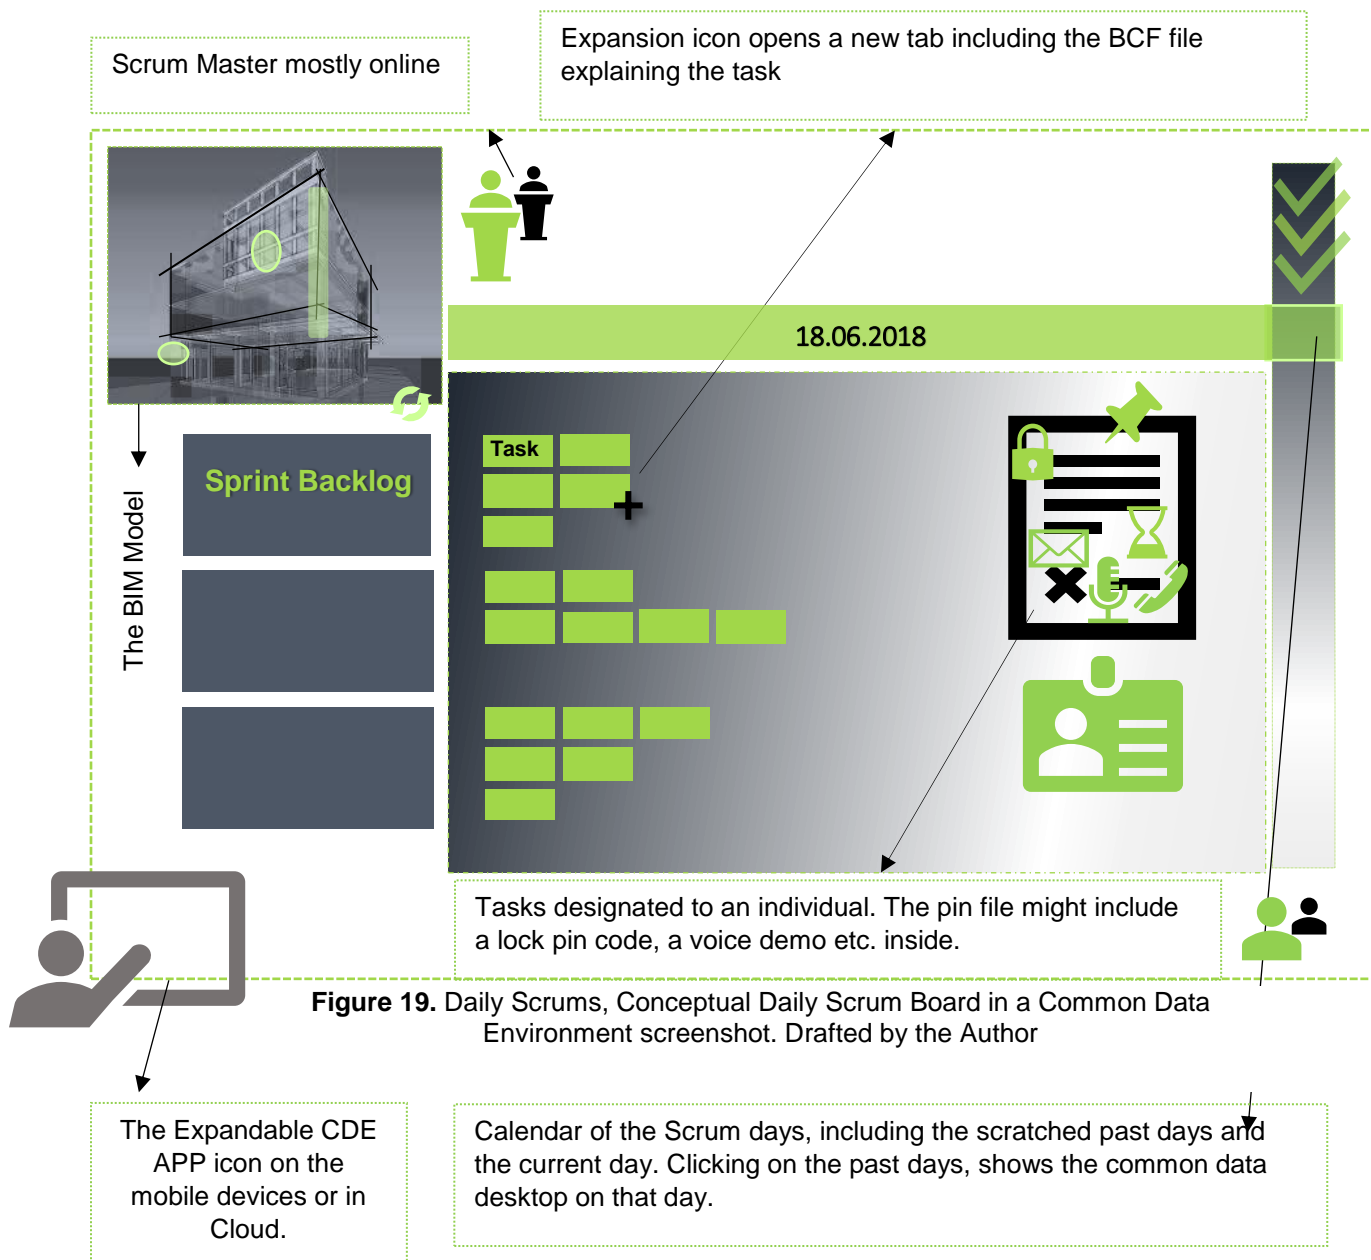 Scrum Master mostly online
Expansion icon opens a new tab including the BCF file
explaining the task
18.06.2018
Task
Sprint Backlog
The BIM Model
Tasks designated to an individual. The pin file might include
a lock pin code, a voice demo etc. inside.
Figure 19. Daily Scrums, Conceptual Daily Scrum Board in a Common Data
Environment screenshot. Drafted by the Author
The Expandable CDE
APP icon on the
mobile devices or in
Cloud.
Calendar of the Scrum days, including the scratched past days and
the current day. Clicking on the past days, shows the common data
desktop on that day.